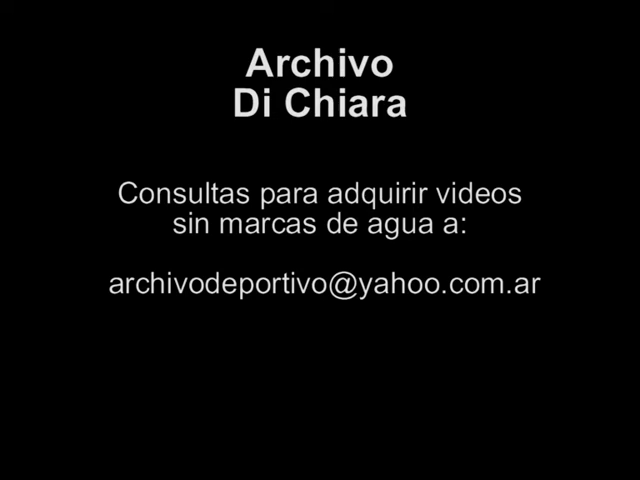 Archivo
Di Chiara
Consultas para adquirir videos
sin marcas de agua a:
archivodeportivo@yahoo.com.ar